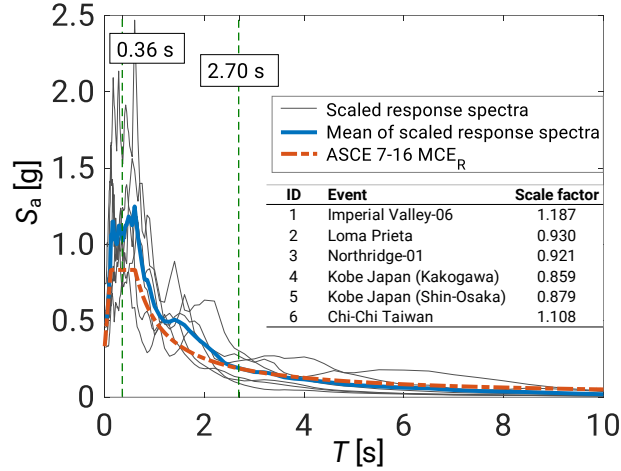 2.5
2.0
1.5
1.0
0.5
0
Sa [g]
0.36 s
2.70 s
Scaled response spectra
Mean of scaled response spectra
ASCE 7-16 MCER
ID Event Scale factor
1 Imperial Valley-06 1.187
2 Loma Prieta 0.930
3 Northridge-01 0.921
4 Kobe Japan (Kakogawa) 0.859
5 Kobe Japan (Shin-Osaka) 0.879
6 Chi-Chi Taiwan 1.108
0 2 4 6 8 10
T [s]